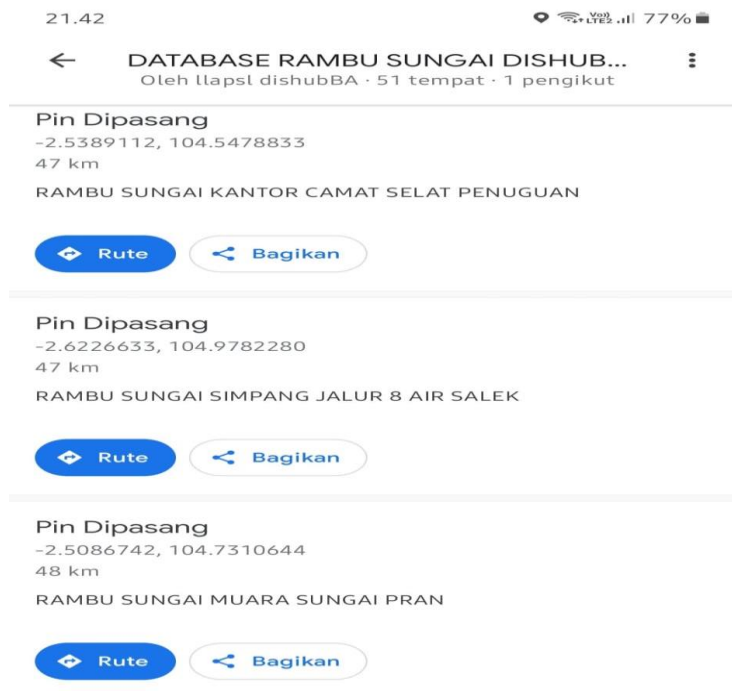 21.42
Vo)) LTE2 77%
DATABASE RAMBU SUNGAI DISHUB...
Oleh llapsl dishubBA · 51 tempat · 1 pengikut
Pin Dipasang
-2.5389112, 104.5478833
47 km
RAMBU SUNGAI KANTOR CAMAT SELAT PENUGUAN
Rute Bagikan
Pin Dipasang
-2.6226633, 104.9782280
47 km
RAMBU SUNGAI SIMPANG JALUR 8 AIR SALEK
Rute Bagikan
Pin Dipasang
-2.5086742, 104.7310644
48 km
RAMBU SUNGAI MUARA SUNGAI PRAN
Rute Bagikan